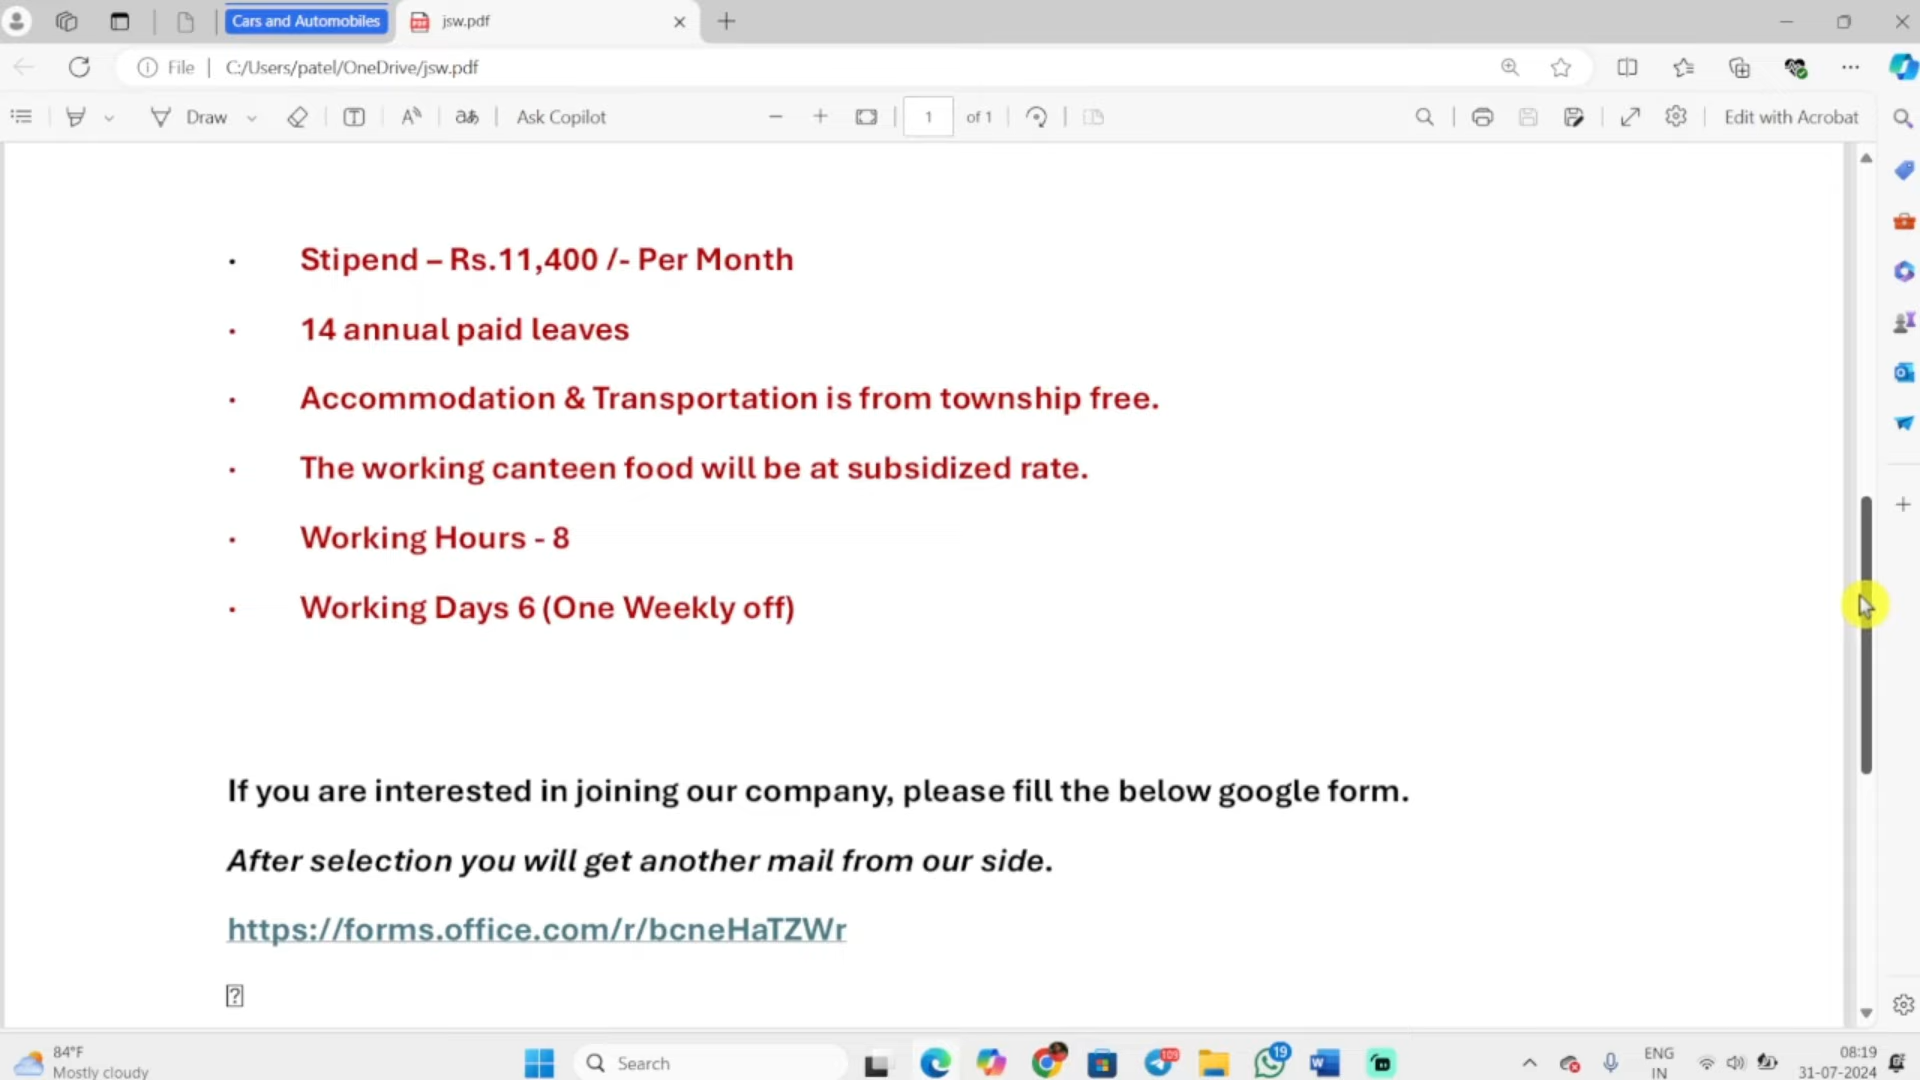 Cars and Automobiles
jsw.pdf
File
C:/Users/patel/OneDrive/jsw.pdf
Draw
Ask Copilot
1
of 1
Edit with Acrobat
Stipend – Rs.11,400 /- Per Month
14 annual paid leaves
Accommodation & Transportation is from township free.
The working canteen food will be at subsidized rate.
Working Hours - 8
Working Days 6 (One Weekly off)
If you are interested in joining our company, please fill the below google form.
After selection you will get another mail from our side.
https://forms.office.com/r/bcneHaTZWr
84°F
Mostly cloudy
Search
109
19
ENG
IN
08:19
31-07-2024